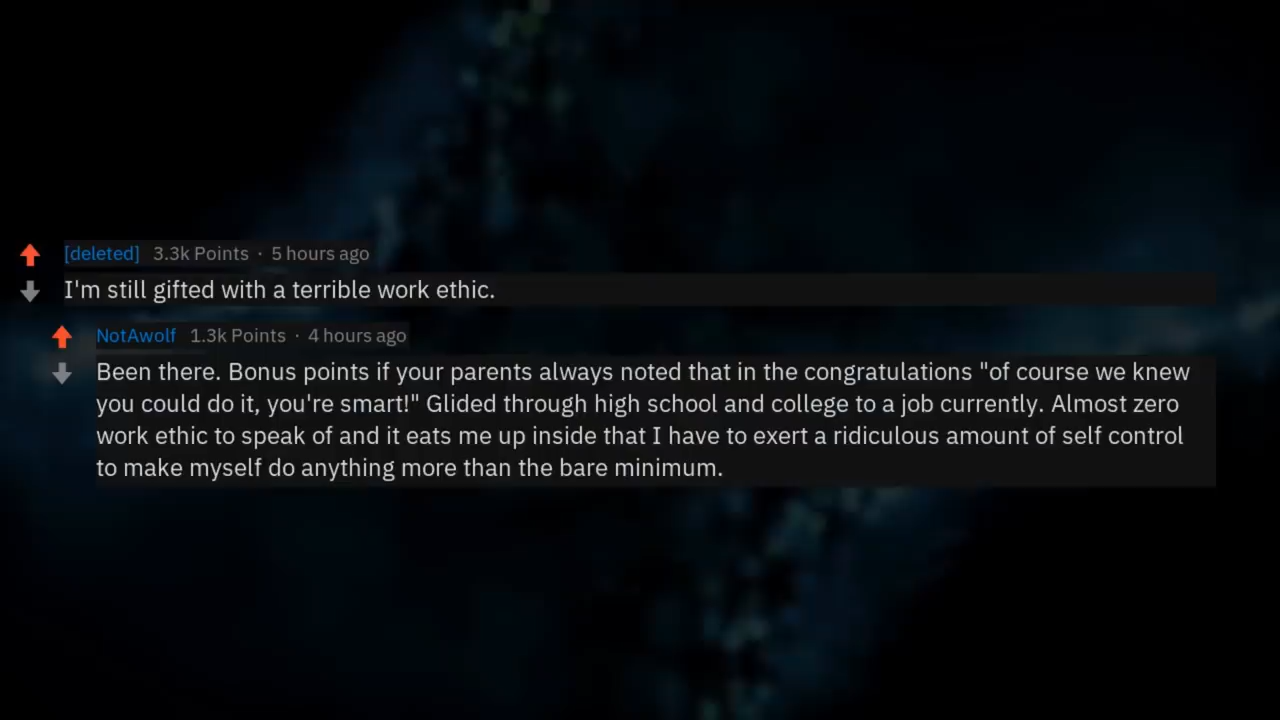 [deleted] 3.3k Points · 5 hours ago
I'm still gifted with a terrible work ethic.
NotAwolf 1.3k Points · 4 hours ago
Been there. Bonus points if your parents always noted that in the congratulations "of course we knew
you could do it, you're smart!" Glided through high school and college to a job currently. Almost zero
work ethic to speak of and it eats me up inside that I have to exert a ridiculous amount of self control
to make myself do anything more than the bare minimum.